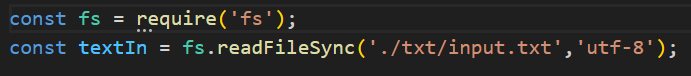 const fs = require('fs');
const textIn = fs.readFileSync('./txt/input.txt','utf-8');